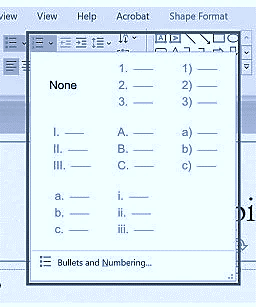 view View Help Acrobat Shape Format
None
1.
2.
3.
1)
2)
3)
I.
II.
III.
A.
B.
C.
a)
b)
c)
a.
b.
c.
i.
ii.
iii.
Bullets and Numbering...